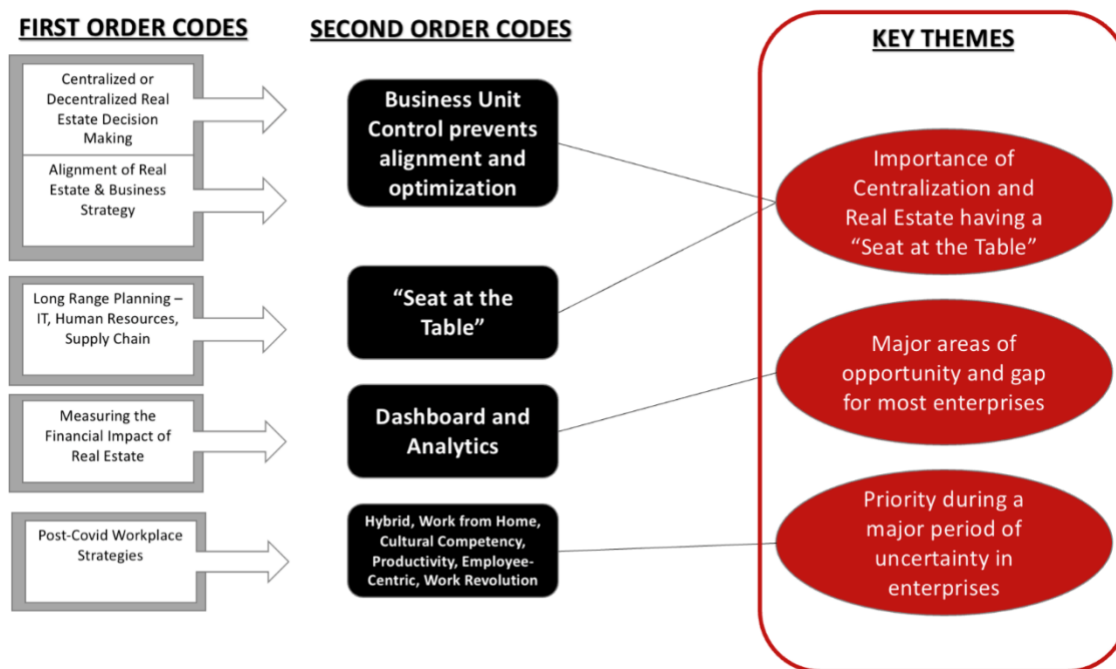 FIRST ORDER CODES
Centralized or
Decentralized Real
Estate Decision
Making
Alignment of Real
Estate & Business
Strategy
Long Range Planning –
IT, Human Resources,
Supply Chain
Measuring the
Financial Impact of
Real Estate
Post-Covid Workplace
Strategies
SECOND ORDER CODES
Business Unit
Control prevents
alignment and
optimization
“Seat at the
Table”
Dashboard and
Analytics
Hybrid, Work from Home,
Cultural Competency,
Productivity, Employee-
Centric, Work Revolution
KEY THEMES
Importance of
Centralization and
Real Estate having a
“Seat at the Table”
Major areas of
opportunity and gap
for most enterprises
Priority during a
major period of
uncertainty in
enterprises